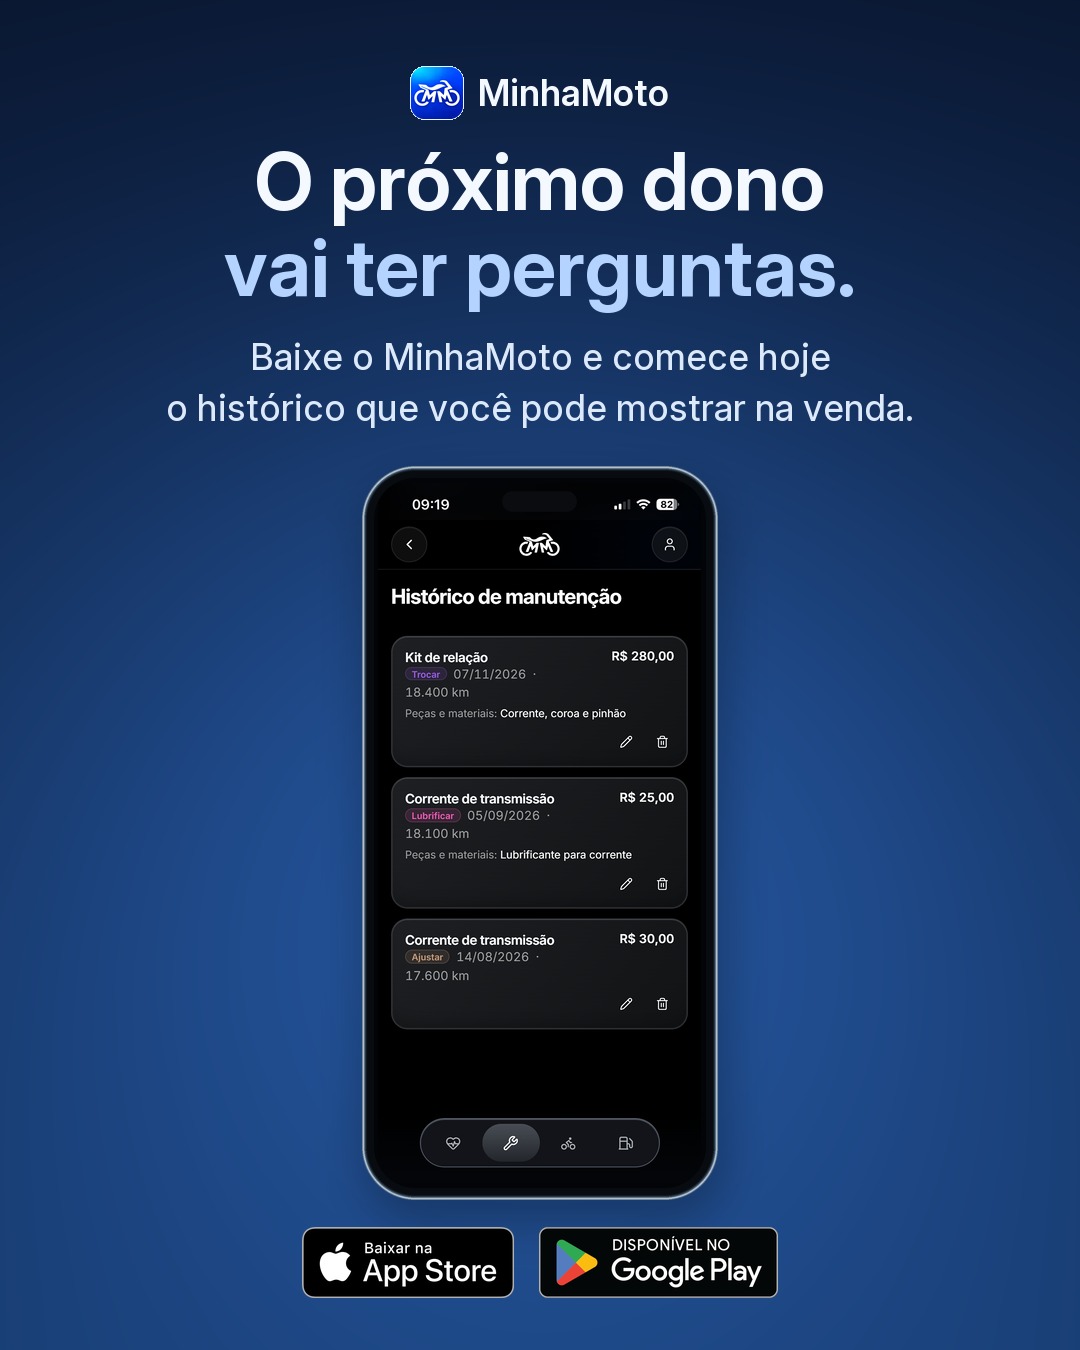 MM MinhaMoto
O próximo dono
vai ter perguntas.
Baixe o MinhaMoto e comece hoje
o histórico que você pode mostrar na venda.
09:19 82
MM
Histórico de manutenção
Kit de relação R$ 280,00
Trocar 07/11/2026 ·
18.400 km
Peças e materiais: Corrente, coroa e pinhão
Corrente de transmissão R$ 25,00
Lubrificar 05/09/2026 ·
18.100 km
Peças e materiais: Lubrificante para corrente
Corrente de transmissão R$ 30,00
Ajustar 14/08/2026 ·
17.600 km
Baixar na
App Store
DISPONÍVEL NO
Google Play